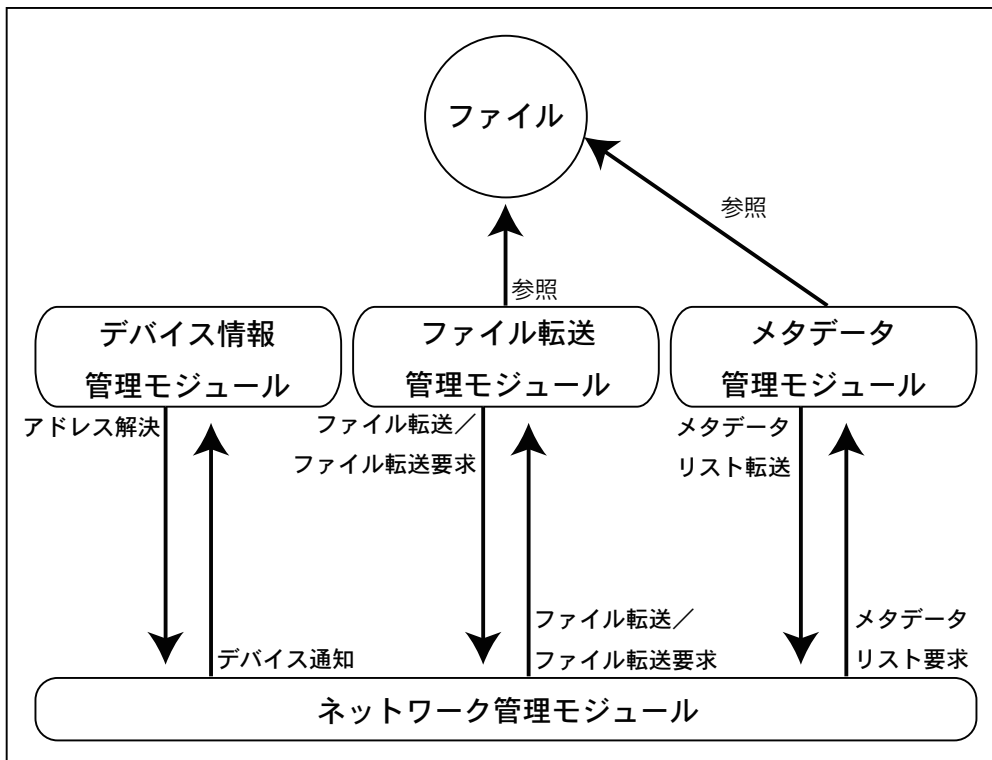 ファイル
参照
参照
デバイス情報
管理モジュール
ファイル転送
管理モジュール
メタデータ
管理モジュール
アドレス解決
ファイル転送／
ファイル転送要求
メタデータ
リスト転送
デバイス通知
ファイル転送／
ファイル転送要求
メタデータ
リスト要求
ネットワーク管理モジュール